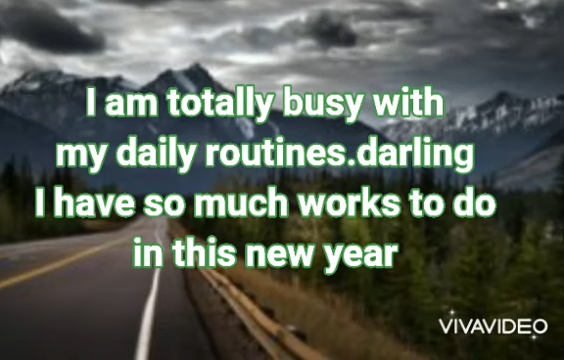 I am totally busy with
my daily routines.darling
I have so much works to do
in this new year
VIVAVIDEO